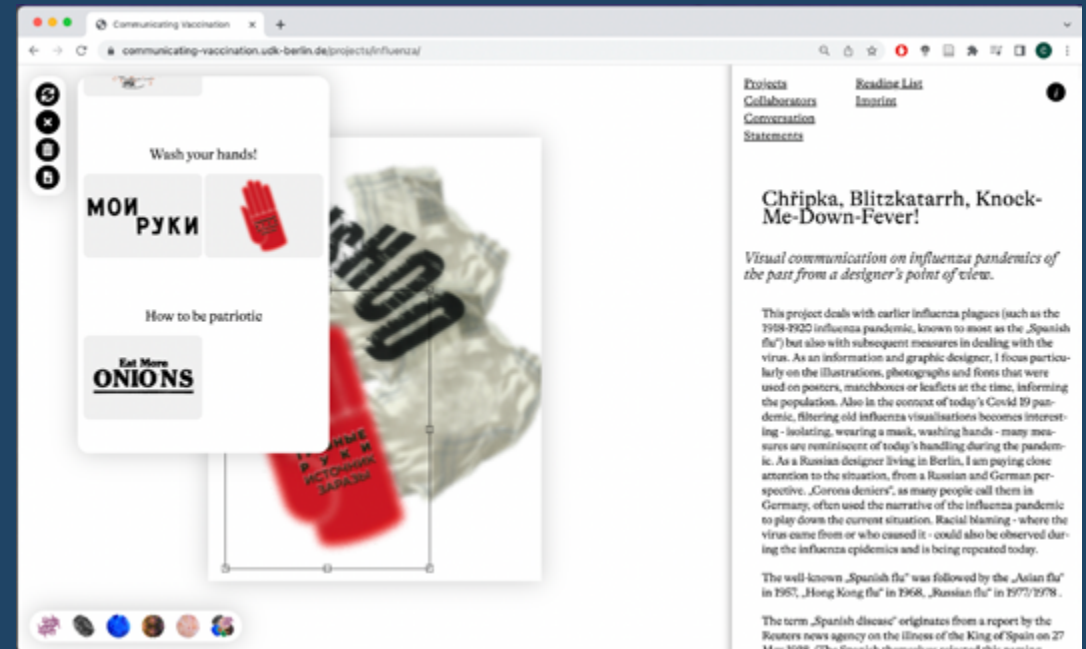 Communicating Vaccination
communicating-vaccination.udk-berlin.de/projects/influenza/
Wash your hands!
МОИ
РУКИ
How to be patriotic
Eat More
ONIONS
РУКИ
ИСТОЧНИК
ЗАРАЗЫ
Projects
Collaborators
Conversation
Statements
Reading List
Imprint
Chřipka, Blitzkatarrh, Knock-
Me-Down-Fever!
Visual communication on influenza pandemics of
the past from a designer's point of view.
This project deals with earlier influenza plagues (such as the
1918-1920 influenza pandemic, known to most as the „Spanish
flu") but also with subsequent measures in dealing with the
virus. As an information and graphic designer, I focus particu-
larly on the illustrations, photographs and fonts that were
used on posters, matchboxes or leaflets at the time, informing
the population. Also in the context of today's Covid 19 pan-
demic, filtering old influenza visualisations becomes interest-
ing - isolating, wearing a mask, washing hands - many mea-
sures are reminiscent of today's handling during the pandem-
ic. As a Russian designer living in Berlin, I am paying close
attention to the situation, from a Russian and German per-
spective. „Corona deniers", as many people call them in
Germany, often used the narrative of the influenza pandemic
to play down the current situation. Racial blaming - where the
virus came from or who caused it - could also be observed dur-
ing the influenza epidemics and is being repeated today.
The well-known „Spanish flu" was followed by the „Asian flu"
in 1957, „Hong Kong flu" in 1968, „Russian flu" in 1977/1978 .
The term „Spanish disease" originates from a report by the
Reuters news agency on the illness of the King of Spain on 27